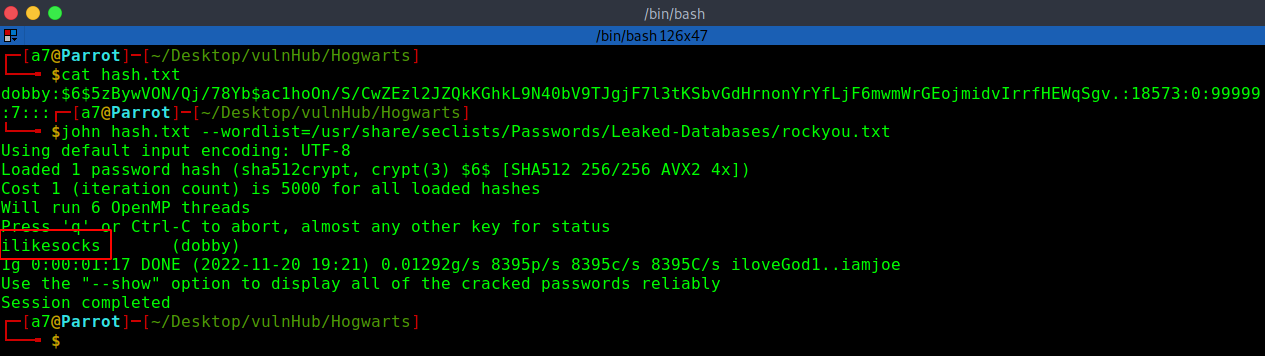 /bin/bash
/bin/bash 126x47
┌─[a7@Parrot]─[~/Desktop/vulnHub/Hogwarts]
└──╼ $cat hash.txt
dobby:$6$5zBywVON/Qj/78Yb$ac1hoOn/S/CwZEzl2JZQkKGhkL9N40bV9TJgjF7l3tKSbvGdHrnonYrYfLjF6mwmWrGEojmidvIrrfHEWqSgv.:18573:0:99999
:7:::┌─[a7@Parrot]─[~/Desktop/vulnHub/Hogwarts]
└──╼ $john hash.txt --wordlist=/usr/share/seclists/Passwords/Leaked-Databases/rockyou.txt
Using default input encoding: UTF-8
Loaded 1 password hash (sha512crypt, crypt(3) $6$ [SHA512 256/256 AVX2 4x])
Cost 1 (iteration count) is 5000 for all loaded hashes
Will run 6 OpenMP threads
Press 'q' or Ctrl-C to abort, almost any other key for status
ilikesocks       (dobby)
1g 0:00:01:17 DONE (2022-11-20 19:21) 0.01292g/s 8395p/s 8395c/s 8395C/s iloveGod1..iamjoe
Use the "--show" option to display all of the cracked passwords reliably
Session completed
┌─[a7@Parrot]─[~/Desktop/vulnHub/Hogwarts]
└──╼ $